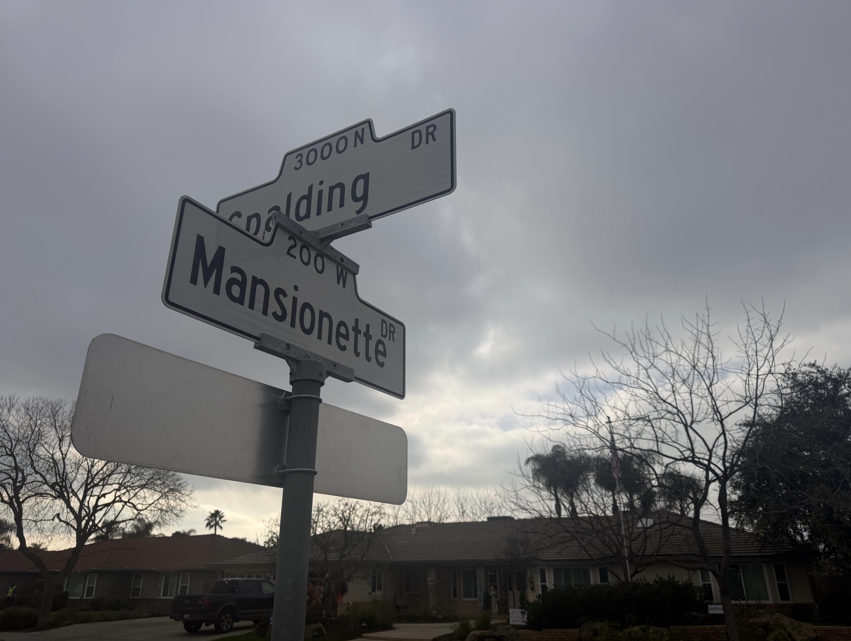 3000 N
Spalding DR
200 W
Mansionette DR